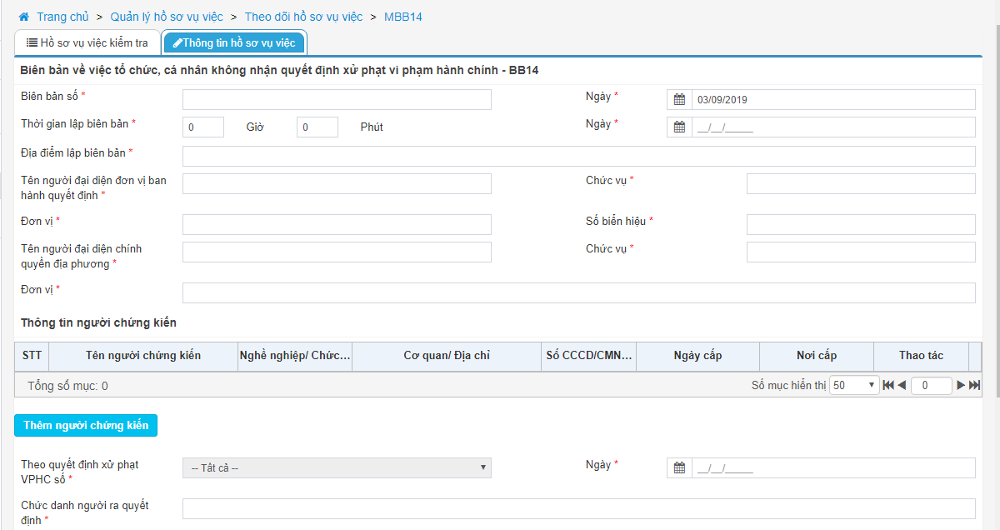 Trang chủ > Quản lý hồ sơ vụ việc > Theo dõi hồ sơ vụ việc > MBB14
Hồ sơ vụ việc kiểm tra Thông tin hồ sơ vụ việc
Biên bản về việc tổ chức, cá nhân không nhận quyết định xử phạt vi phạm hành chính - BB14
Biên bản số * Ngày * 03/09/2019
Thời gian lập biên bản * 0 Giờ 0 Phút Ngày * __/__/_____
Địa điểm lập biên bản *
Tên người đại diện đơn vị ban
hành quyết định *
Chức vụ *
Đơn vị * Số biển hiệu *
Tên người đại diện chính
quyền địa phương *
Chức vụ *
Đơn vị *
Thông tin người chứng kiến
STT Tên người chứng kiến Nghề nghiệp/ Chức... Cơ quan/ Địa chỉ Số CCCD/CMN... Ngày cấp Nơi cấp Thao tác
Tổng số mục: 0 Số mục hiển thị 50 0
Thêm người chứng kiến
Theo quyết định xử phạt
VPHC số *
-- Tất cả -- Ngày * __/__/_____
Chức danh người ra quyết
định *